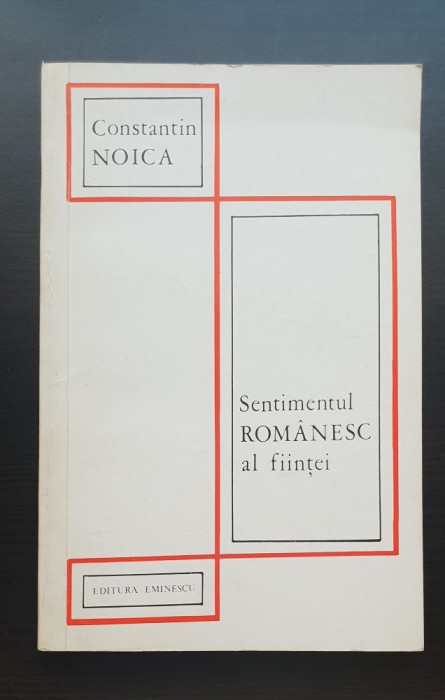 Constantin
NOICA
Sentimentul
ROMÂNESC
al ființei
EDITURA EMINESCU